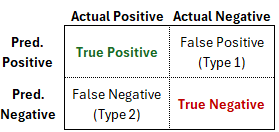 Actual Positive Actual Negative
Pred. Positive
True Positive
False Positive
(Type 1)
Pred. Negative
False Negative
(Type 2)
True Negative